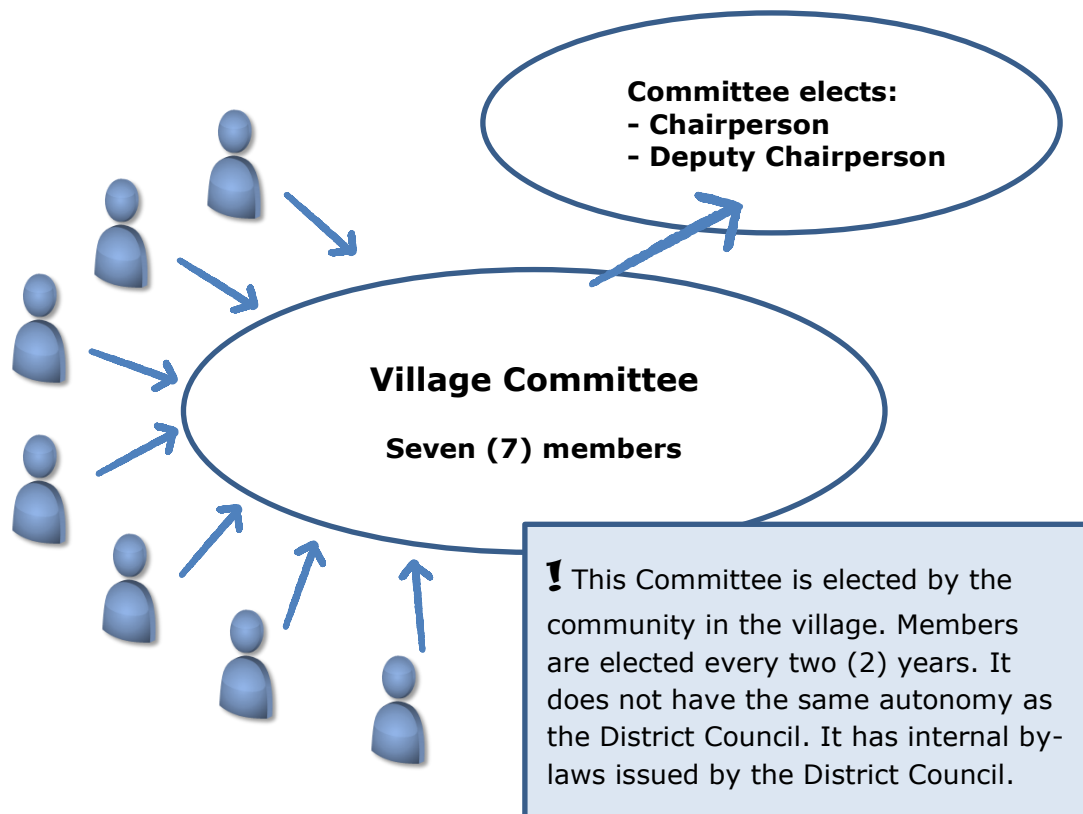 Committee elects:
- Chairperson
- Deputy Chairperson
Village Committee
Seven (7) members
! This Committee is elected by the
community in the village. Members
are elected every two (2) years. It
does not have the same autonomy as
the District Council. It has internal by-
laws issued by the District Council.